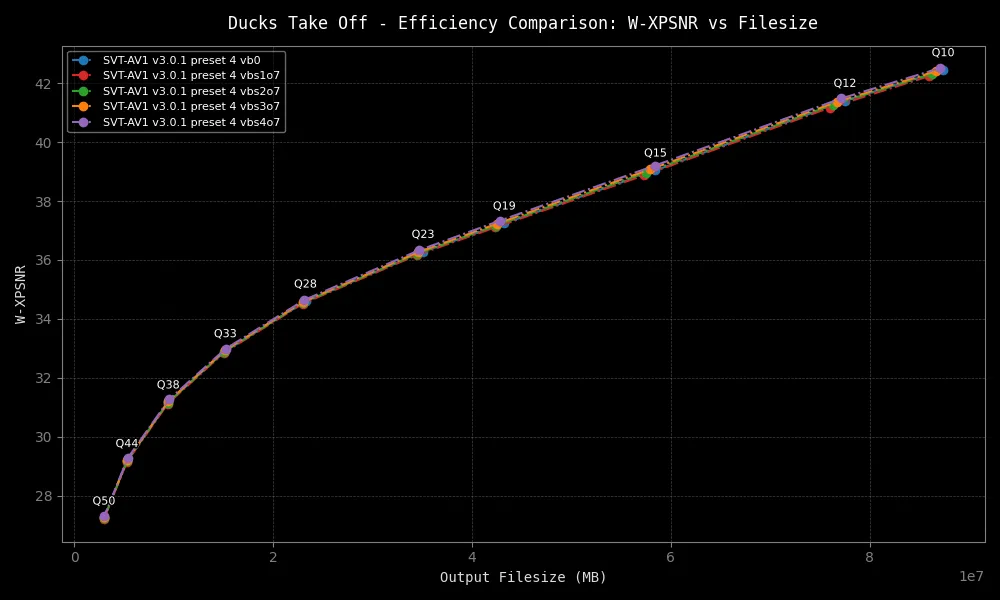 Ducks Take Off - Efficiency Comparison: W-XPSNR vs Filesize
SVT-AV1 v3.0.1 preset 4 vb0
SVT-AV1 v3.0.1 preset 4 vbs1o7
SVT-AV1 v3.0.1 preset 4 vbs2o7
SVT-AV1 v3.0.1 preset 4 vbs3o7
SVT-AV1 v3.0.1 preset 4 vbs4o7
Q10
Q12
Q15
Q19
Q23
Q28
Q33
Q38
Q44
Q50
W-XPSNR
42
40
38
36
34
32
30
28
0 2 4 6 8
1e7
Output Filesize (MB)